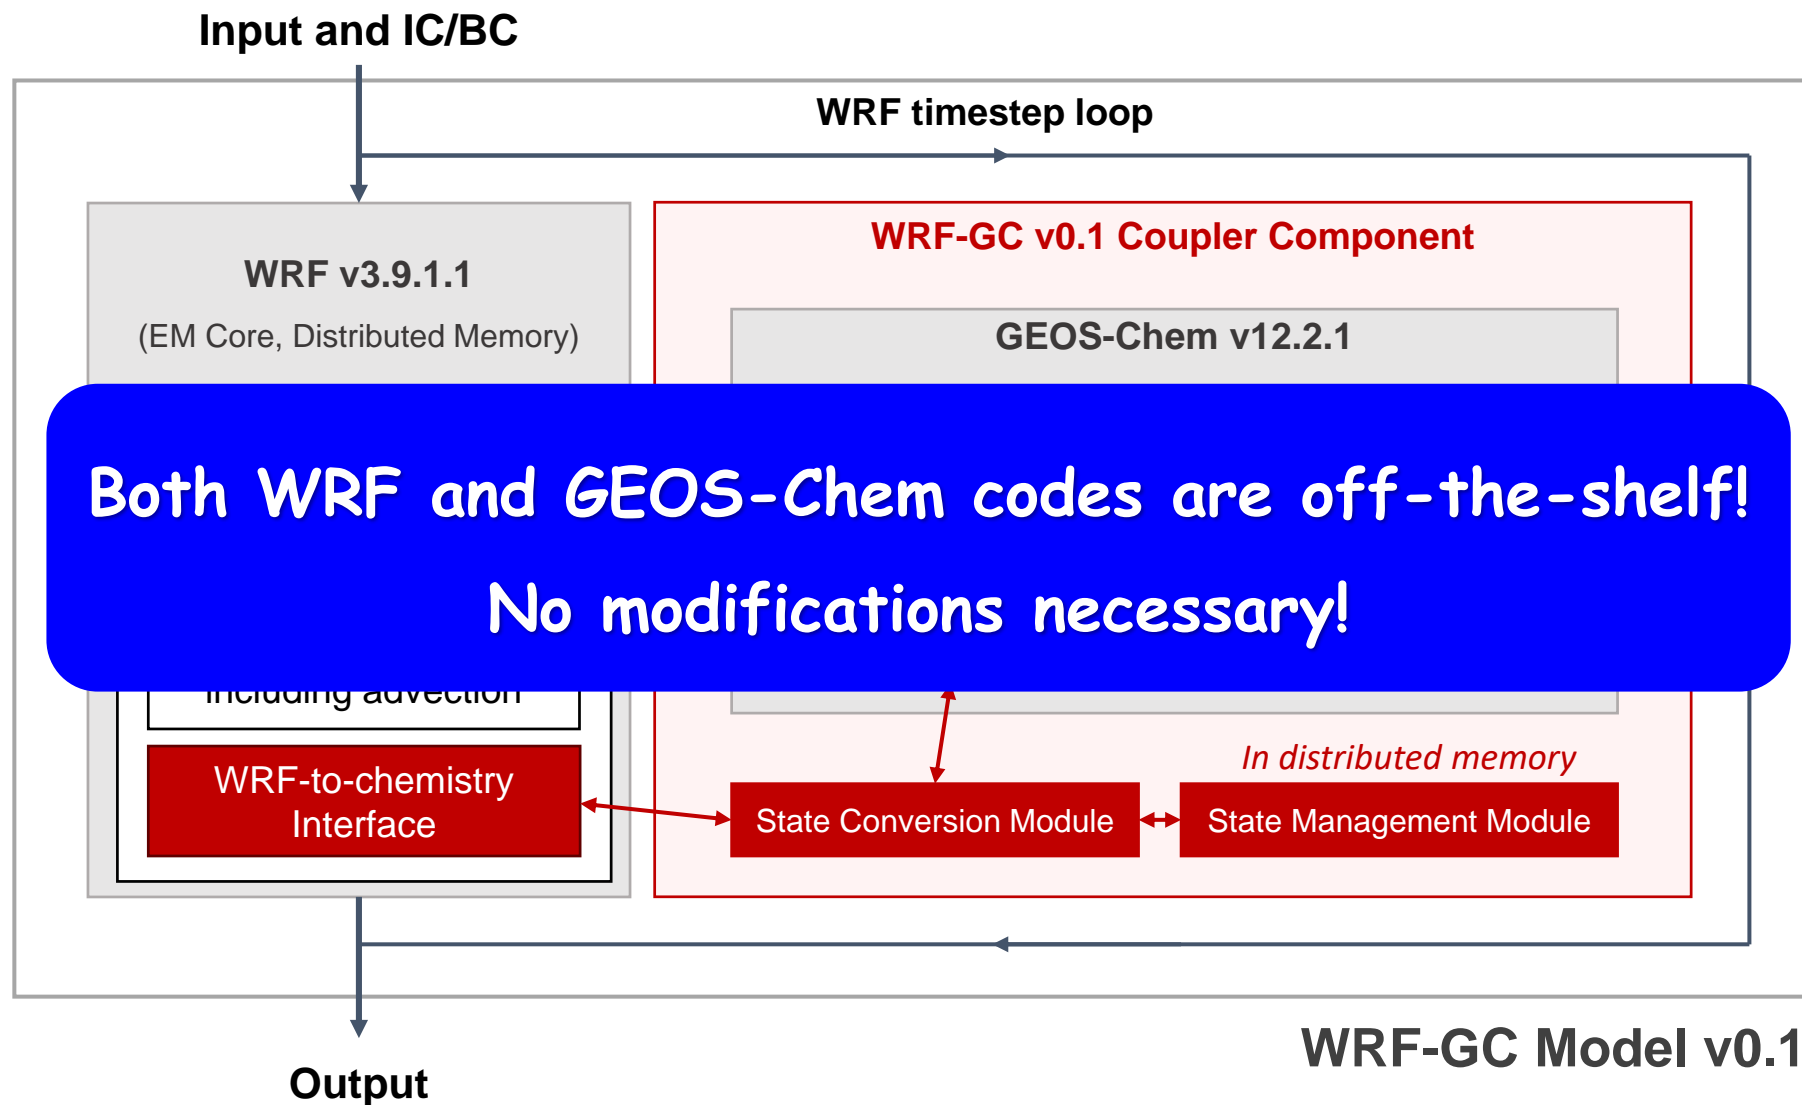 Input and IC/BC
WRF timestep loop
WRF v3.9.1.1
(EM Core, Distributed Memory)
WRF-GC v0.1 Coupler Component
GEOS-Chem v12.2.1
Both WRF and GEOS-Chem codes are off-the-shelf!
No modifications necessary!
including advection
WRF-to-chemistry
Interface
In distributed memory
State Conversion Module
State Management Module
WRF-GC Model v0.1
Output